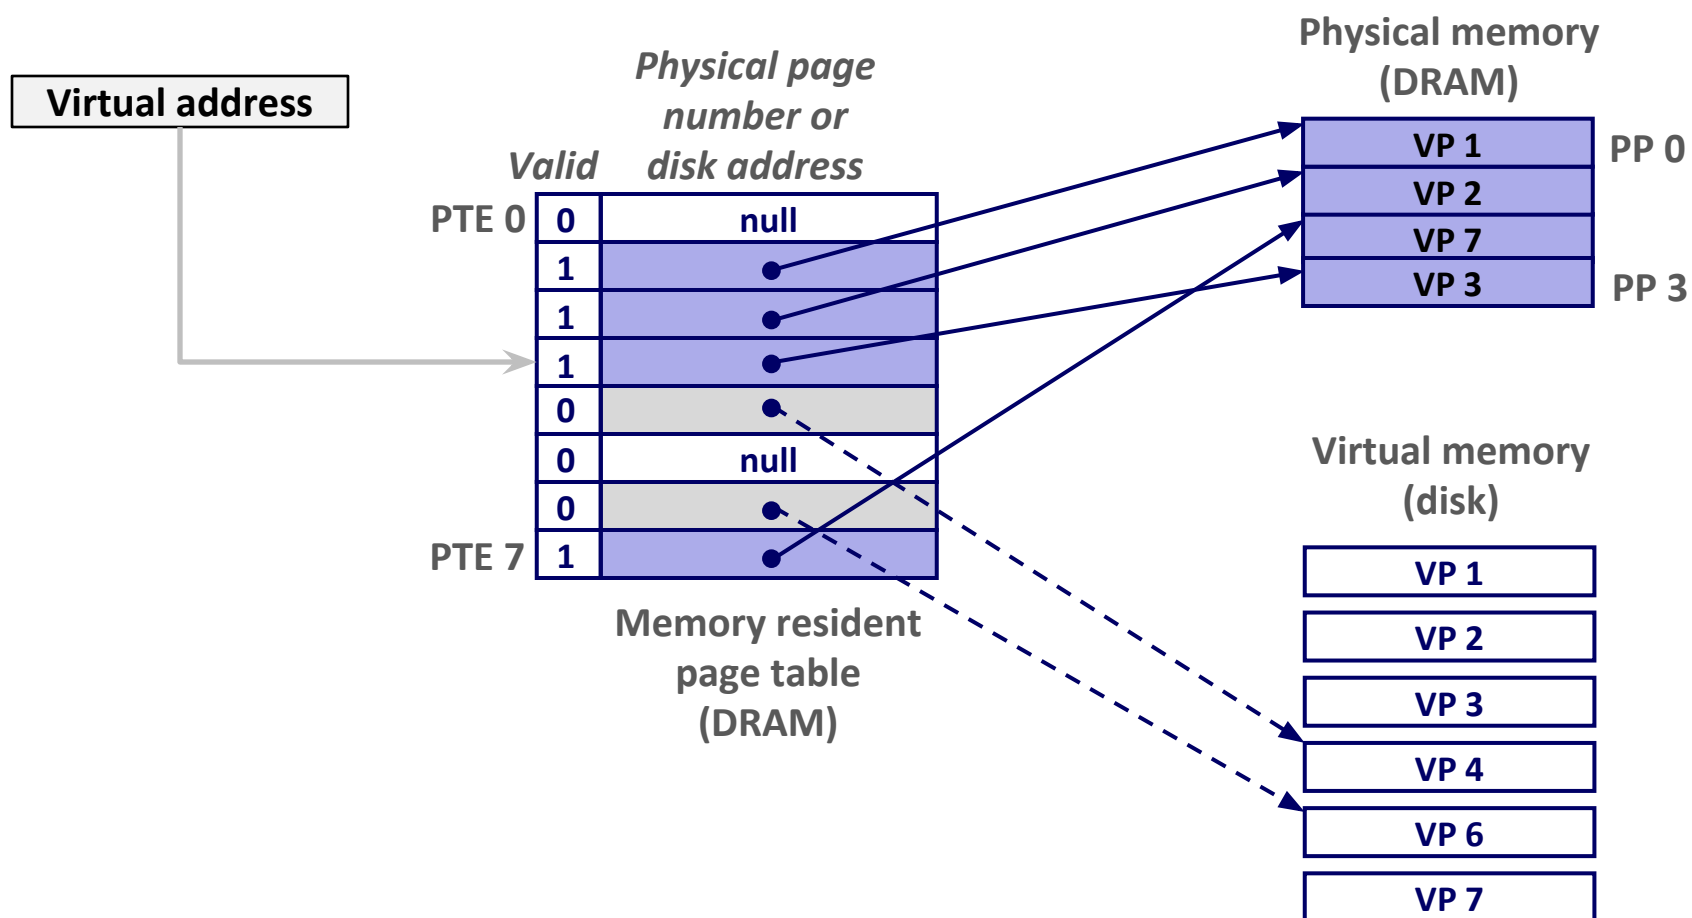 Virtual address
Physical page
number or
disk address
Valid
PTE 0
0
null
1
1
1
0
0
null
0
PTE 7
1
Memory resident
page table
(DRAM)
Physical memory
(DRAM)
VP 1
PP 0
VP 2
VP 7
VP 3
PP 3
Virtual memory
(disk)
VP 1
VP 2
VP 3
VP 4
VP 6
VP 7